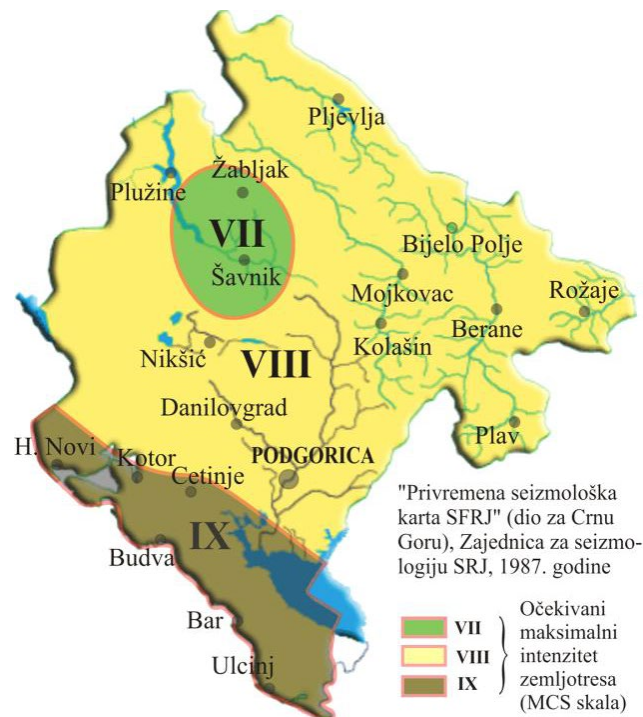 Pljevlja
Žabljak
Plužine
VII
Bijelo Polje
Šavnik
Mojkovac
Rožaje
Berane
Nikšić
VIII
Kolašin
Danilovgrad
Plav
H. Novi
Kotor
PODGORICA
Cetinje
"Privremena seizmološka
karta SFRJ" (dio za Crnu
Goru), Zajednica za seizmo-
logiju SRJ, 1987. godine
IX
Budva
Bar
Ulcinj
VII
VIII
IX
Očekivani
maksimalni
intenzitet
zemljotresa
(MCS skala)